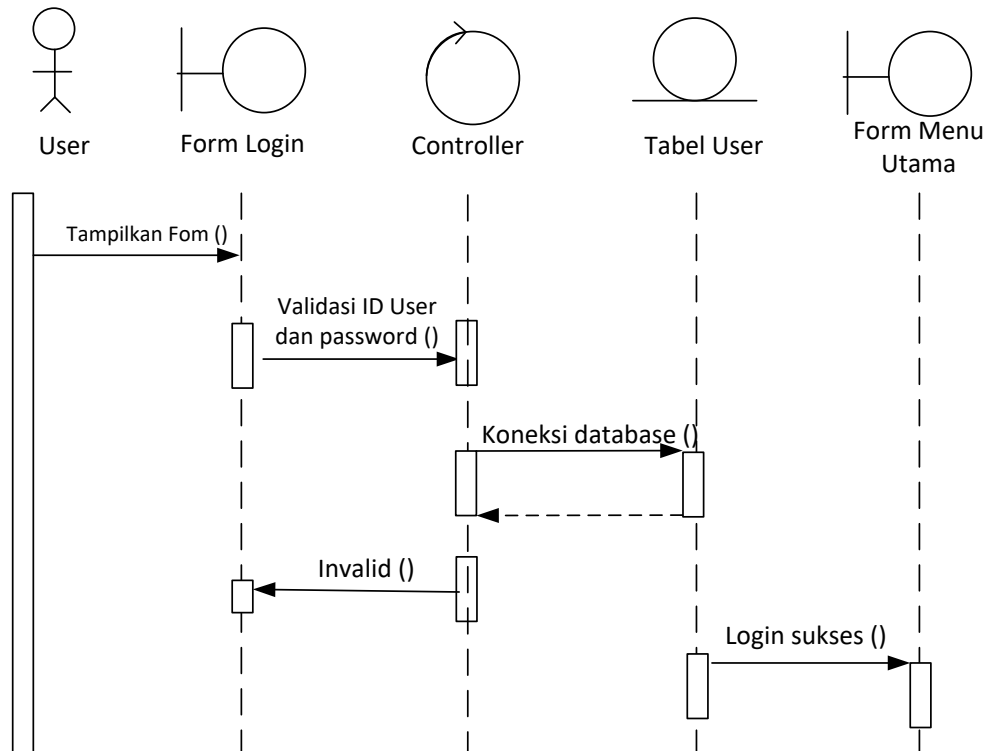 User
Form Login
Controller
Tabel User
Form Menu
Utama
Tampilkan Fom ()
Validasi ID User
dan password ()
Koneksi database ()
Invalid ()
Login sukses ()